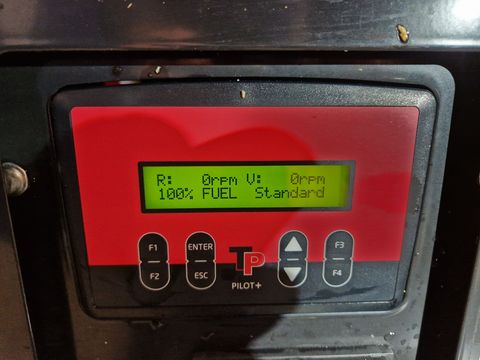 R: 0rpm V: 0rpm
100% FUEL Standard
F1 ENTER F3
F2 ESC F4
TP
PILOT+